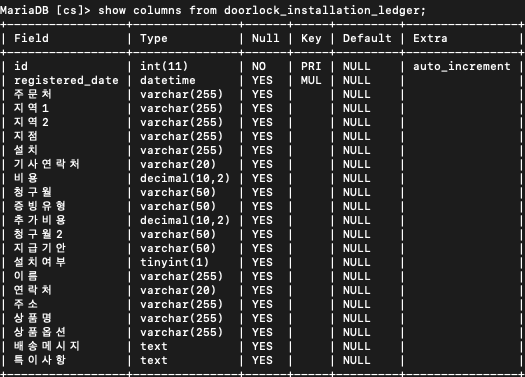 MariaDB [cs]> show columns from doorlock_installation_ledger;
+-----------------+---------------+------+-----+---------+----------------+
| Field | Type | Null | Key | Default | Extra |
+-----------------+---------------+------+-----+---------+----------------+
| id | int(11) | NO | PRI | NULL | auto_increment |
| registered_date | datetime | YES | MUL | NULL | |
| 주문처 | varchar(255) | YES | | NULL | |
| 지역1 | varchar(255) | YES | | NULL | |
| 지역2 | varchar(255) | YES | | NULL | |
| 지점 | varchar(255) | YES | | NULL | |
| 설치 | varchar(255) | YES | | NULL | |
| 기사연락처 | varchar(20) | YES | | NULL | |
| 비용 | decimal(10,2) | YES | | NULL | |
| 청구월 | varchar(50) | YES | | NULL | |
| 증빙유형 | varchar(50) | YES | | NULL | |
| 추가비용 | decimal(10,2) | YES | | NULL | |
| 청구월2 | varchar(50) | YES | | NULL | |
| 지급기안 | varchar(50) | YES | | NULL | |
| 설치여부 | tinyint(1) | YES | | NULL | |
| 이름 | varchar(255) | YES | | NULL | |
| 연락처 | varchar(20) | YES | | NULL | |
| 주소 | varchar(255) | YES | | NULL | |
| 상품명 | varchar(255) | YES | | NULL | |
| 상품옵션 | varchar(255) | YES | | NULL | |
| 배송메시지 | text | YES | | NULL | |
| 특이사항 | text | YES | | NULL | |
+-----------------+---------------+------+-----+---------+----------------+